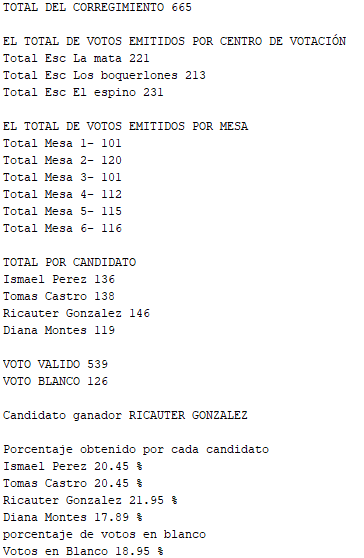 TOTAL DEL CORREGIMIENTO 665
EL TOTAL DE VOTOS EMITIDOS POR CENTRO DE VOTACIÓN
Total Esc La mata 221
Total Esc Los boquerlones 213
Total Esc El espino 231
EL TOTAL DE VOTOS EMITIDOS POR MESA
Total Mesa 1- 101
Total Mesa 2- 120
Total Mesa 3- 101
Total Mesa 4- 112
Total Mesa 5- 115
Total Mesa 6- 116
TOTAL POR CANDIDATO
Ismael Perez 136
Tomas Castro 138
Ricauter Gonzalez 146
Diana Montes 119
VOTO VALIDO 539
VOTO BLANCO 126
Candidato ganador RICAUTER GONZALEZ
Porcentaje obtenido por cada candidato
Ismael Perez 20.45 %
Tomas Castro 20.45 %
Ricauter Gonzalez 21.95 %
Diana Montes 17.89 %
porcentaje de votos en blanco
Votos en Blanco 18.95 %